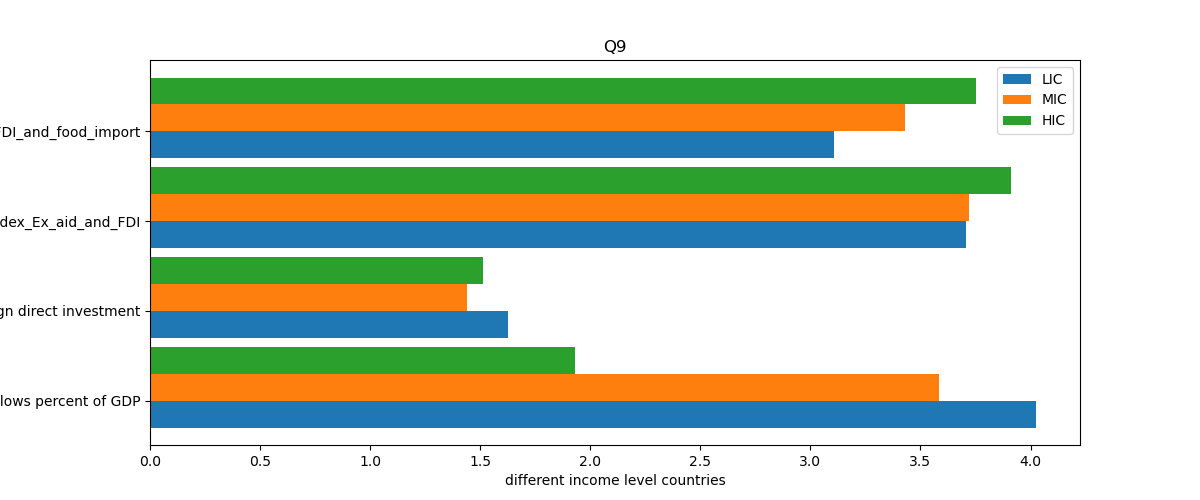 Q9
LIC
MIC
HIC
FDI_and_food_import
dex_Ex_aid_and_FDI
gn direct investment
lows percent of GDP
0.0 0.5 1.0 1.5 2.0 2.5 3.0 3.5 4.0
different income level countries